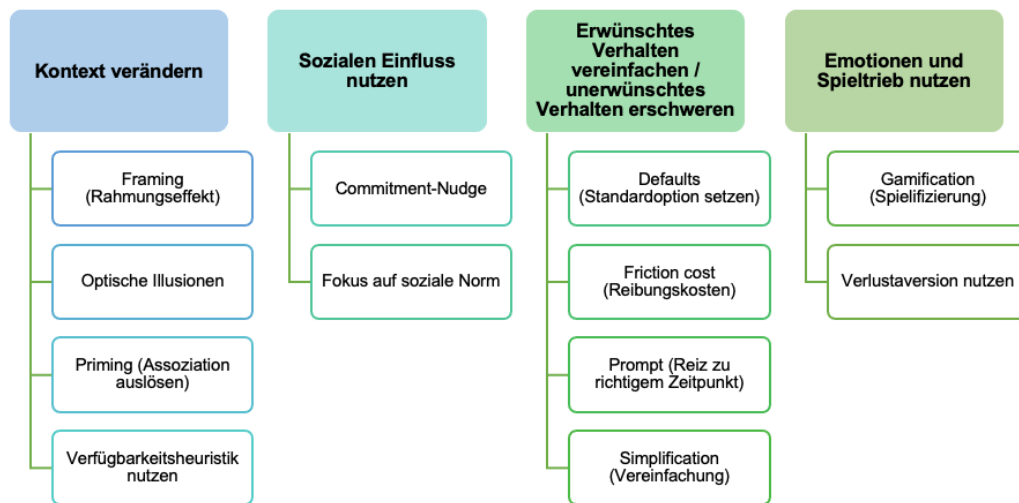 Kontext verändern
Framing
(Rahmungseffekt)
Optische Illusionen
Priming (Assoziation
auslösen)
Verfügbarkeitsheuristik
nutzen
Sozialen Einfluss
nutzen
Commitment-Nudge
Fokus auf soziale Norm
Erwünschtes
Verhalten
vereinfachen /
unerwünschtes
Verhalten erschweren
Defaults
(Standardoption setzen)
Friction cost
(Reibungskosten)
Prompt (Reiz zu
richtigem Zeitpunkt)
Simplification
(Vereinfachung)
Emotionen und
Spieltrieb nutzen
Gamification
(Spielifizierung)
Verlustaversion nutzen